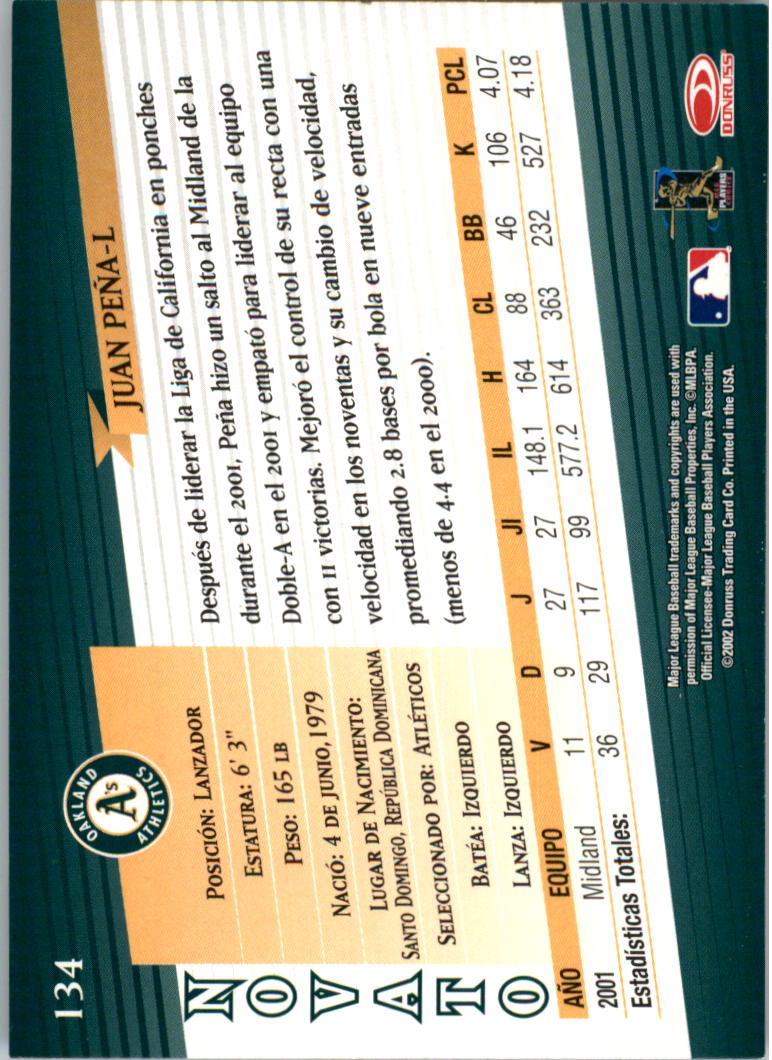 134
OAKLAND
A's
ATHLETICS
JUAN PEÑA-L
NOVATO
POSICIÓN: LANZADOR
ESTATURA: 6' 3"
PESO: 165 LB
NACIÓ: 4 DE JUNIO, 1979
LUGAR DE NACIMIENTO:
SANTO DOMINGO, REPÚBLICA DOMINICANA
SELECCIONADO POR: ATLÉTICOS
BATÉA: IZQUIERDO
LANZA: IZQUIERDO
Después de liderar la Liga de California en ponches
durante el 2001, Peña hizo un salto al Midland de la
Doble-A en el 2001 y empató para liderar al equipo
con 11 victorias. Mejoró el control de su recta con una
velocidad en los noventas y su cambio de velocidad,
promediando 2.8 bases por bola en nueve entradas
(menos de 4.4 en el 2000).
AÑO EQUIPO V D J JI IL H CL BB K PCL
2001 Midland 11 9 27 27 148.1 164 88 46 106 4.07
Estadísticas Totales: 36 29 117 99 577.2 614 363 232 527 4.18
Major League Baseball trademarks and copyrights are used with
permission of Major League Baseball Properties, Inc. ©MLBPA.
Official Licensee-Major League Baseball Players Association.
©2002 Donruss Trading Card Co. Printed in the USA.
PLAYERS
CHOICE
DONRUSS